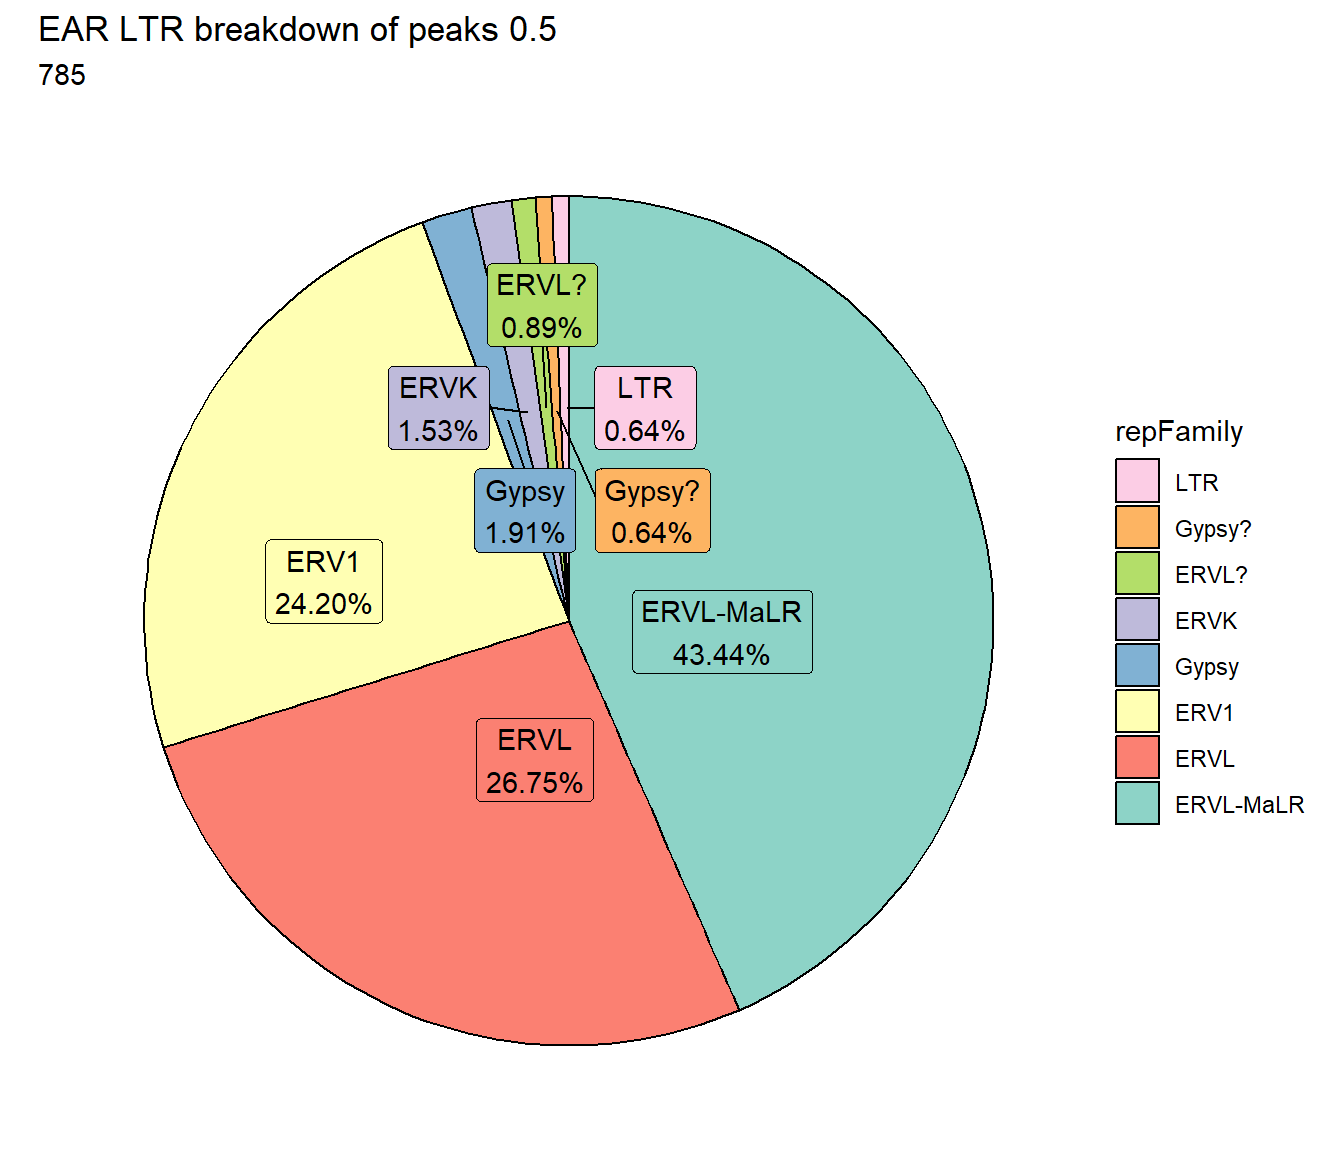 EAR LTR breakdown of peaks 0.5
785
ERVL?
0.89%
ERVK
1.53%
LTR
0.64%
Gypsy
1.91%
Gypsy?
0.64%
ERV1
24.20%
ERVL-MaLR
43.44%
ERVL
26.75%
repFamily
LTR
Gypsy?
ERVL?
ERVK
Gypsy
ERV1
ERVL
ERVL-MaLR